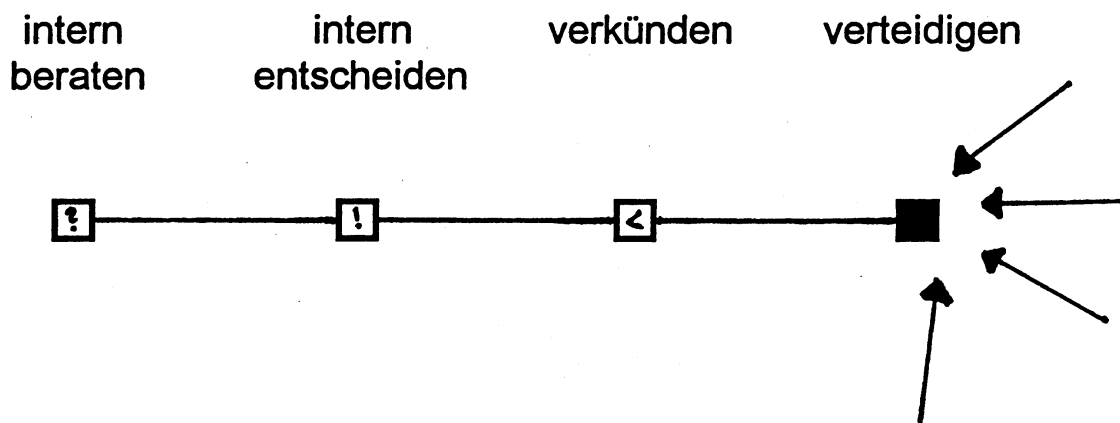 intern
beraten
intern
entscheiden
verkünden
verteidigen
?
!
<